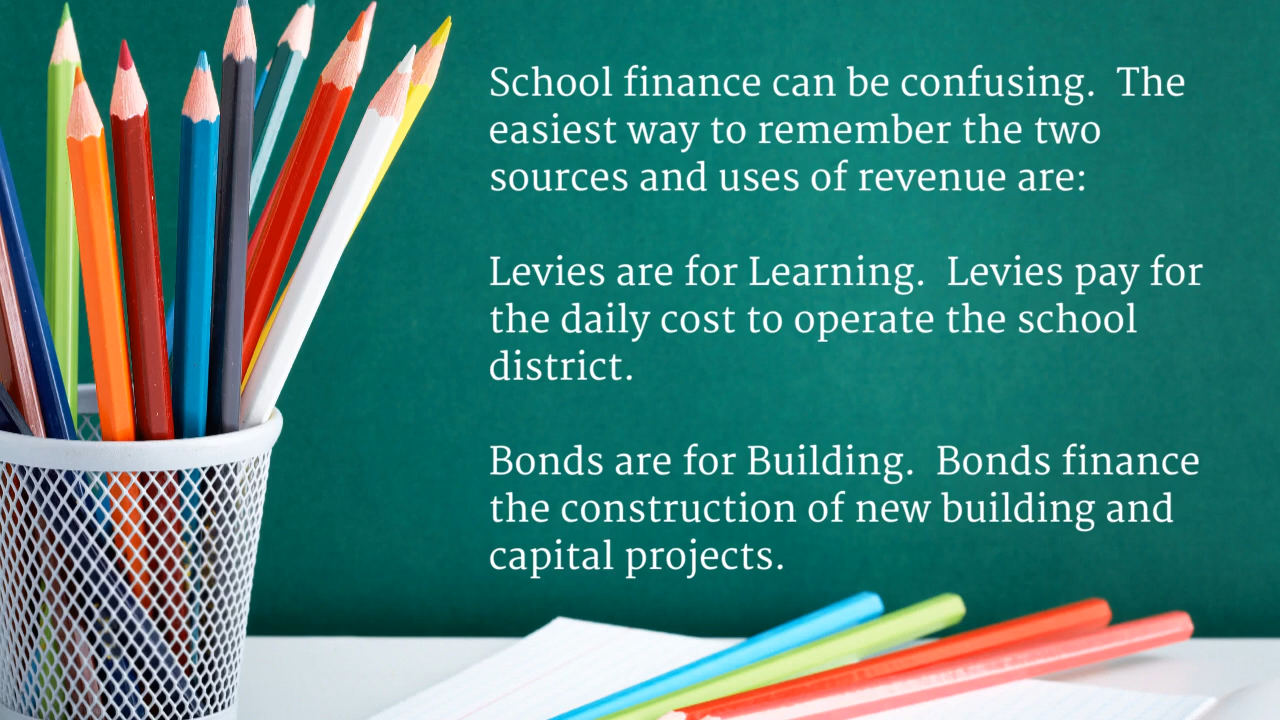 School finance can be confusing.  The
easiest way to remember the two
sources and uses of revenue are:
Levies are for Learning.  Levies pay for
the daily cost to operate the school
district.
Bonds are for Building.  Bonds finance
the construction of new building and
capital projects.